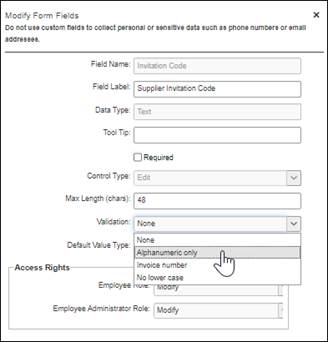 Modify Form Fields
Do not use custom fields to collect personal or sensitive data such as phone numbers or email
addresses.
Field Name: Invitation Code
Field Label: Supplier Invitation Code
Data Type: Text
Tool Tip:
Required
Control Type: Edit
Max Length (chars): 48
Validation: None
None
Default Value Type:
Alphanumeric only
Invoice number
No lower case
Access Rights
Employee Role: Modify
Employee Administrator Role: Modify